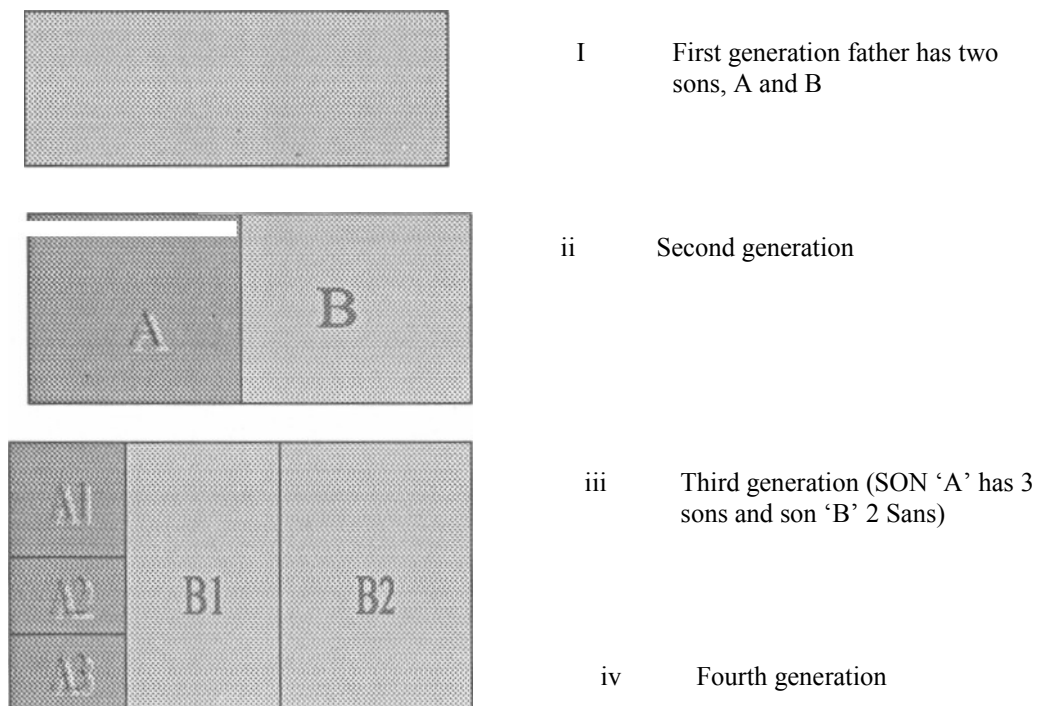 I First generation father has two
sons, A and B
A
B
ii Second generation
A1
A2
A3
B1
B2
iii Third generation (SON ‘A’ has 3
sons and son ‘B’ 2 Sans)
iv Fourth generation